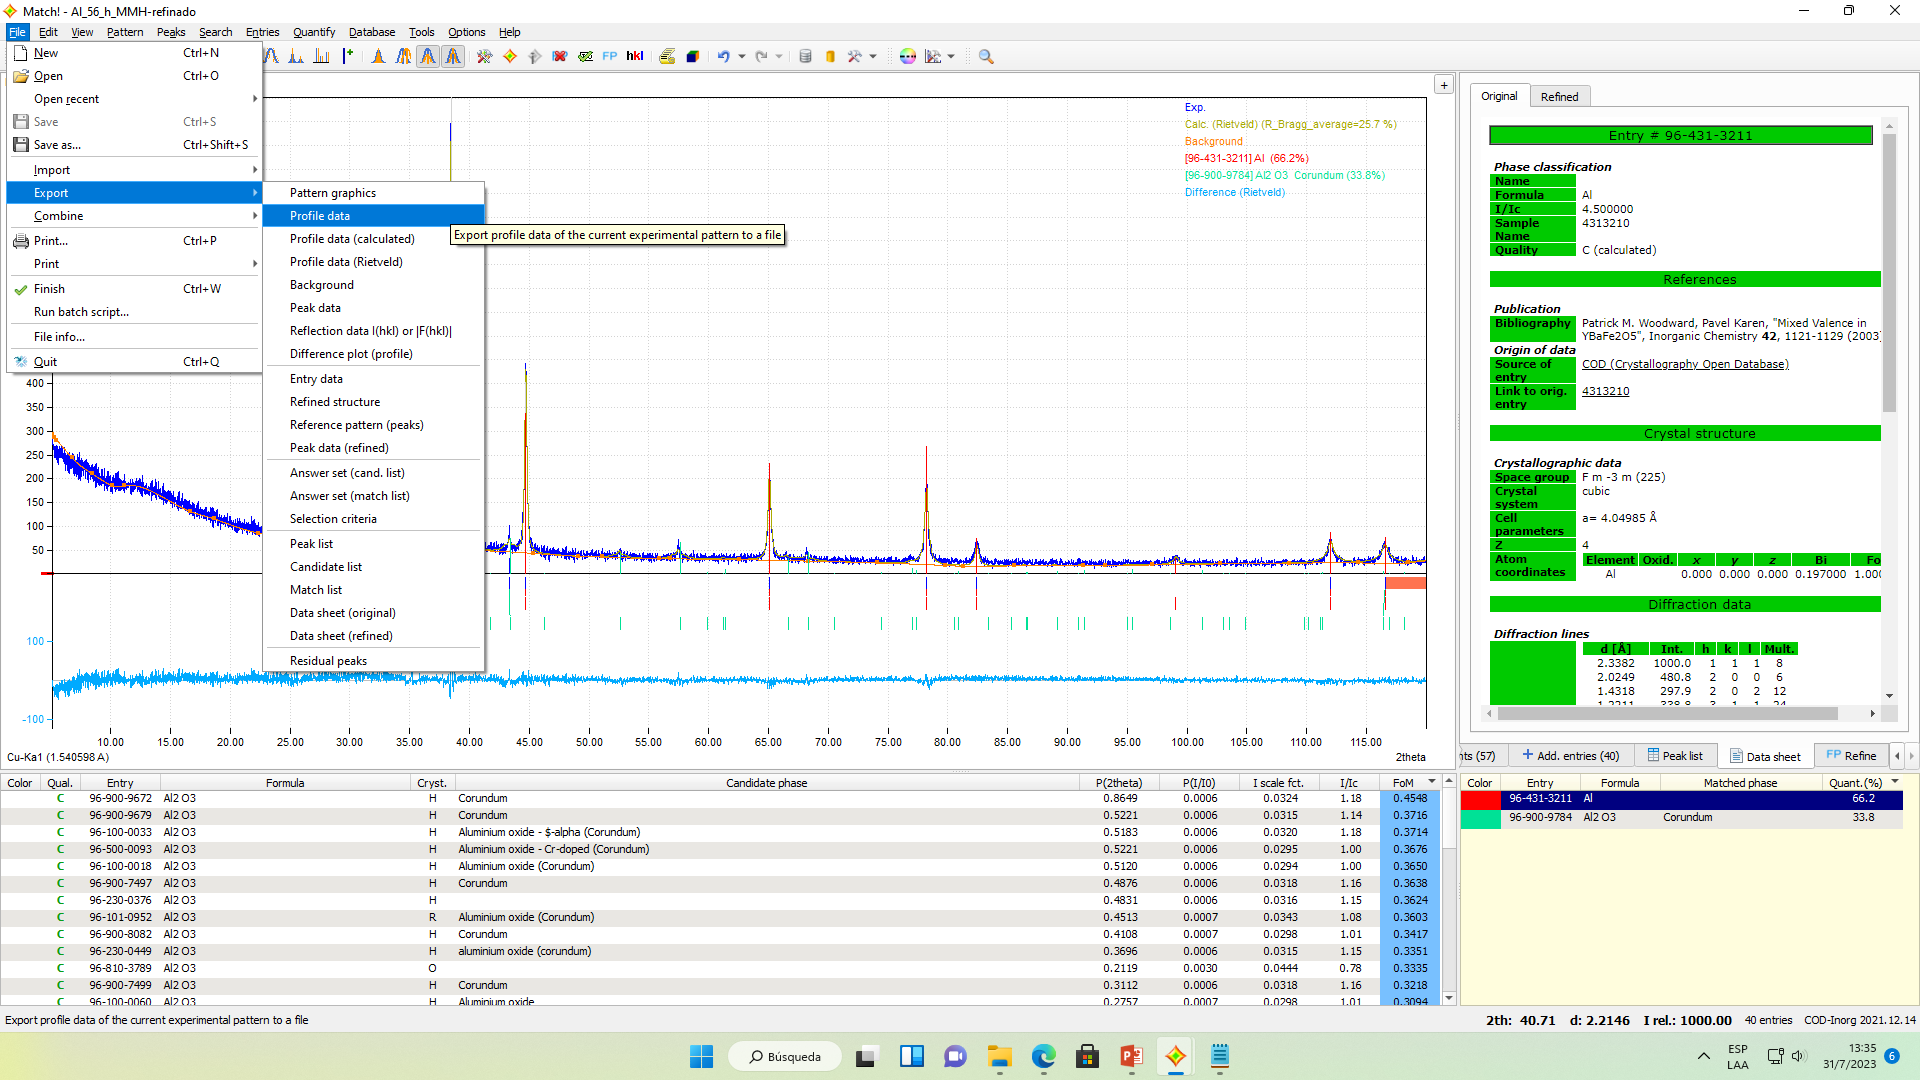 Match! - Al_56_h_MMH-refinado
File Edit View Pattern Peaks Search Entries Quantify Database Tools Options Help
New Ctrl+N
Open Ctrl+O
Open recent
Save Ctrl+S
Save as... Ctrl+Shift+S
Import
Export
Combine
Print... Ctrl+P
Print
Finish Ctrl+W
Run batch script...
File info...
Quit Ctrl+Q
FP hkl
Pattern graphics
Profile data
Profile data (calculated)
Profile data (Rietveld)
Background
Peak data
Reflection data I(hkl) or |F(hkl)|
Difference plot (profile)
Entry data
Refined structure
Reference pattern (peaks)
Peak data (refined)
Answer set (cand. list)
Answer set (match list)
Selection criteria
Peak list
Candidate list
Match list
Data sheet (original)
Data sheet (refined)
Residual peaks
Export profile data of the current experimental pattern to a file
Exp.
Calc. (Rietveld) (R_Bragg_average=25.7 %)
Background
[96-431-3211] Al (66.2%)
[96-900-9784] Al2 O3 Corundum (33.8%)
Difference (Rietveld)
400
350
300
250
200
150
100
50
100
-100
10.00 15.00 20.00 25.00 30.00 35.00 40.00 45.00 50.00 55.00 60.00 65.00 70.00 75.00 80.00 85.00 90.00 95.00 100.00 105.00 110.00 115.00
Cu-Ka1 (1.540598 A) 2theta
Original Refined
Entry # 96-431-3211
Phase classification
Name
Formula Al
I/Ic 4.500000
Sample Name 4313210
Quality C (calculated)
References
Publication
Bibliography Patrick M. Woodward, Pavel Karen, "Mixed Valence in
YBaFe2O5", Inorganic Chemistry 42, 1121-1129 (2003)
Origin of data
Source of entry COD (Crystallography Open Database)
Link to orig. entry 4313210
Crystal structure
Crystallographic data
Space group F m -3 m (225)
Crystal system cubic
Cell parameters a= 4.04985 Å
Z 4
Atom coordinates Element Oxid. x y z Bi Fo
Al 0.000 0.000 0.000 0.197000 1.000
Diffraction data
Diffraction lines
d [Å] Int. h k l Mult.
2.3382 1000.0 1 1 1 8
2.0249 480.8 2 0 0 6
1.4318 297.9 2 0 2 12
1.2211 338.8 3 1 1 24
nts (57) Add. entries (40) Peak list Data sheet FP Refine
Color Qual. Entry Formula Cryst. Candidate phase P(2theta) P(I/I0) I scale fct. I/Ic FoM
C 96-900-9672 Al2 O3 H Corundum 0.8649 0.0006 0.0324 1.18 0.4548
C 96-900-9679 Al2 O3 H Corundum 0.5221 0.0006 0.0315 1.14 0.3716
C 96-100-0033 Al2 O3 H Aluminium oxide - $-alpha (Corundum) 0.5183 0.0006 0.0320 1.18 0.3714
C 96-500-0093 Al2 O3 H Aluminium oxide - Cr-doped (Corundum) 0.5221 0.0006 0.0295 1.00 0.3676
C 96-100-0018 Al2 O3 H Aluminium oxide (Corundum) 0.5120 0.0006 0.0294 1.00 0.3650
C 96-900-7497 Al2 O3 H Corundum 0.4876 0.0006 0.0318 1.16 0.3638
C 96-230-0376 Al2 O3 H 0.4831 0.0006 0.0316 1.15 0.3624
C 96-101-0952 Al2 O3 R Aluminium oxide (Corundum) 0.4513 0.0007 0.0343 1.08 0.3603
C 96-900-8082 Al2 O3 H Corundum 0.4108 0.0007 0.0298 1.01 0.3417
C 96-230-0449 Al2 O3 H aluminium oxide (corundum) 0.3696 0.0006 0.0315 1.15 0.3351
C 96-810-3789 Al2 O3 O 0.2119 0.0030 0.0444 0.78 0.3335
C 96-900-7499 Al2 O3 H Corundum 0.3112 0.0006 0.0318 1.16 0.3218
C 96-100-0060 Al2 O3 H Aluminium oxide 0.2757 0.0007 0.0298 1.01 0.3094
Color Entry Formula Matched phase Quant.(%)
96-431-3211 Al 66.2
96-900-9784 Al2 O3 Corundum 33.8
Export profile data of the current experimental pattern to a file
2th: 40.71 d: 2.2146 I rel.: 1000.00 40 entries COD-Inorg 2021.12.14
Búsqueda
ESP
LAA
13:35
31/7/2023
6